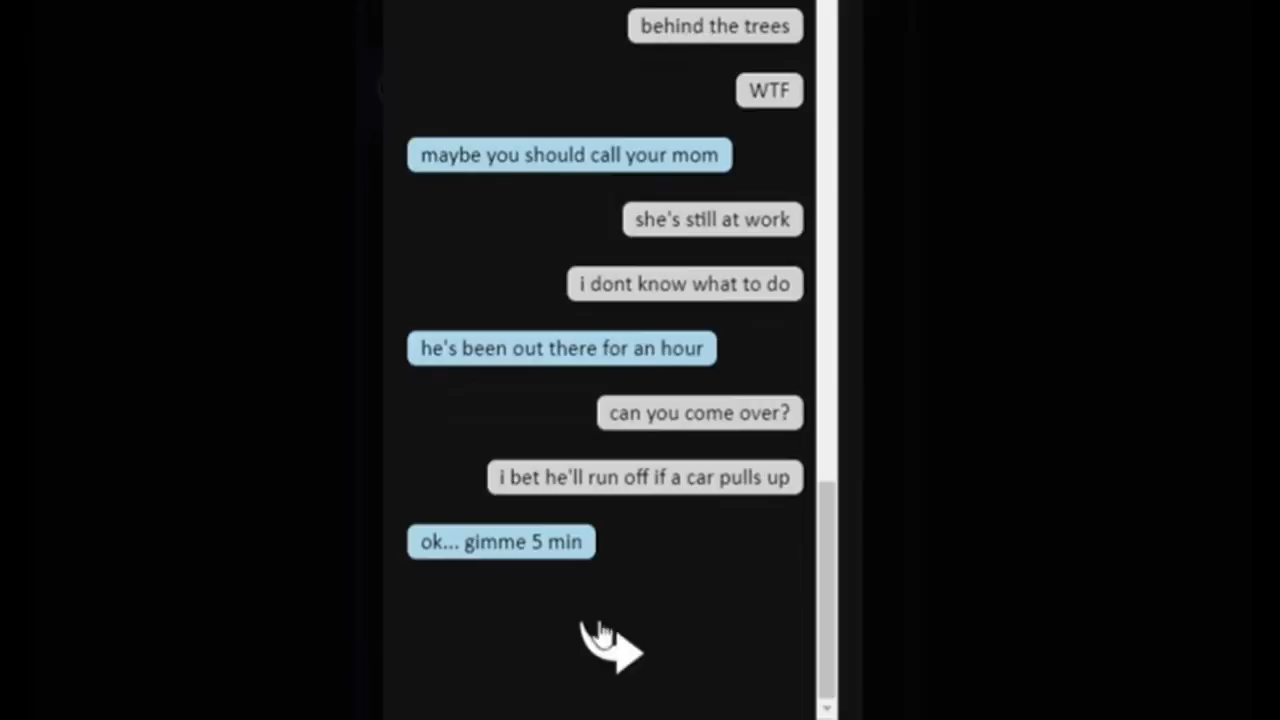 behind the trees
WTF
maybe you should call your mom
she's still at work
i dont know what to do
he's been out there for an hour
can you come over?
i bet he'll run off if a car pulls up
ok... gimme 5 min